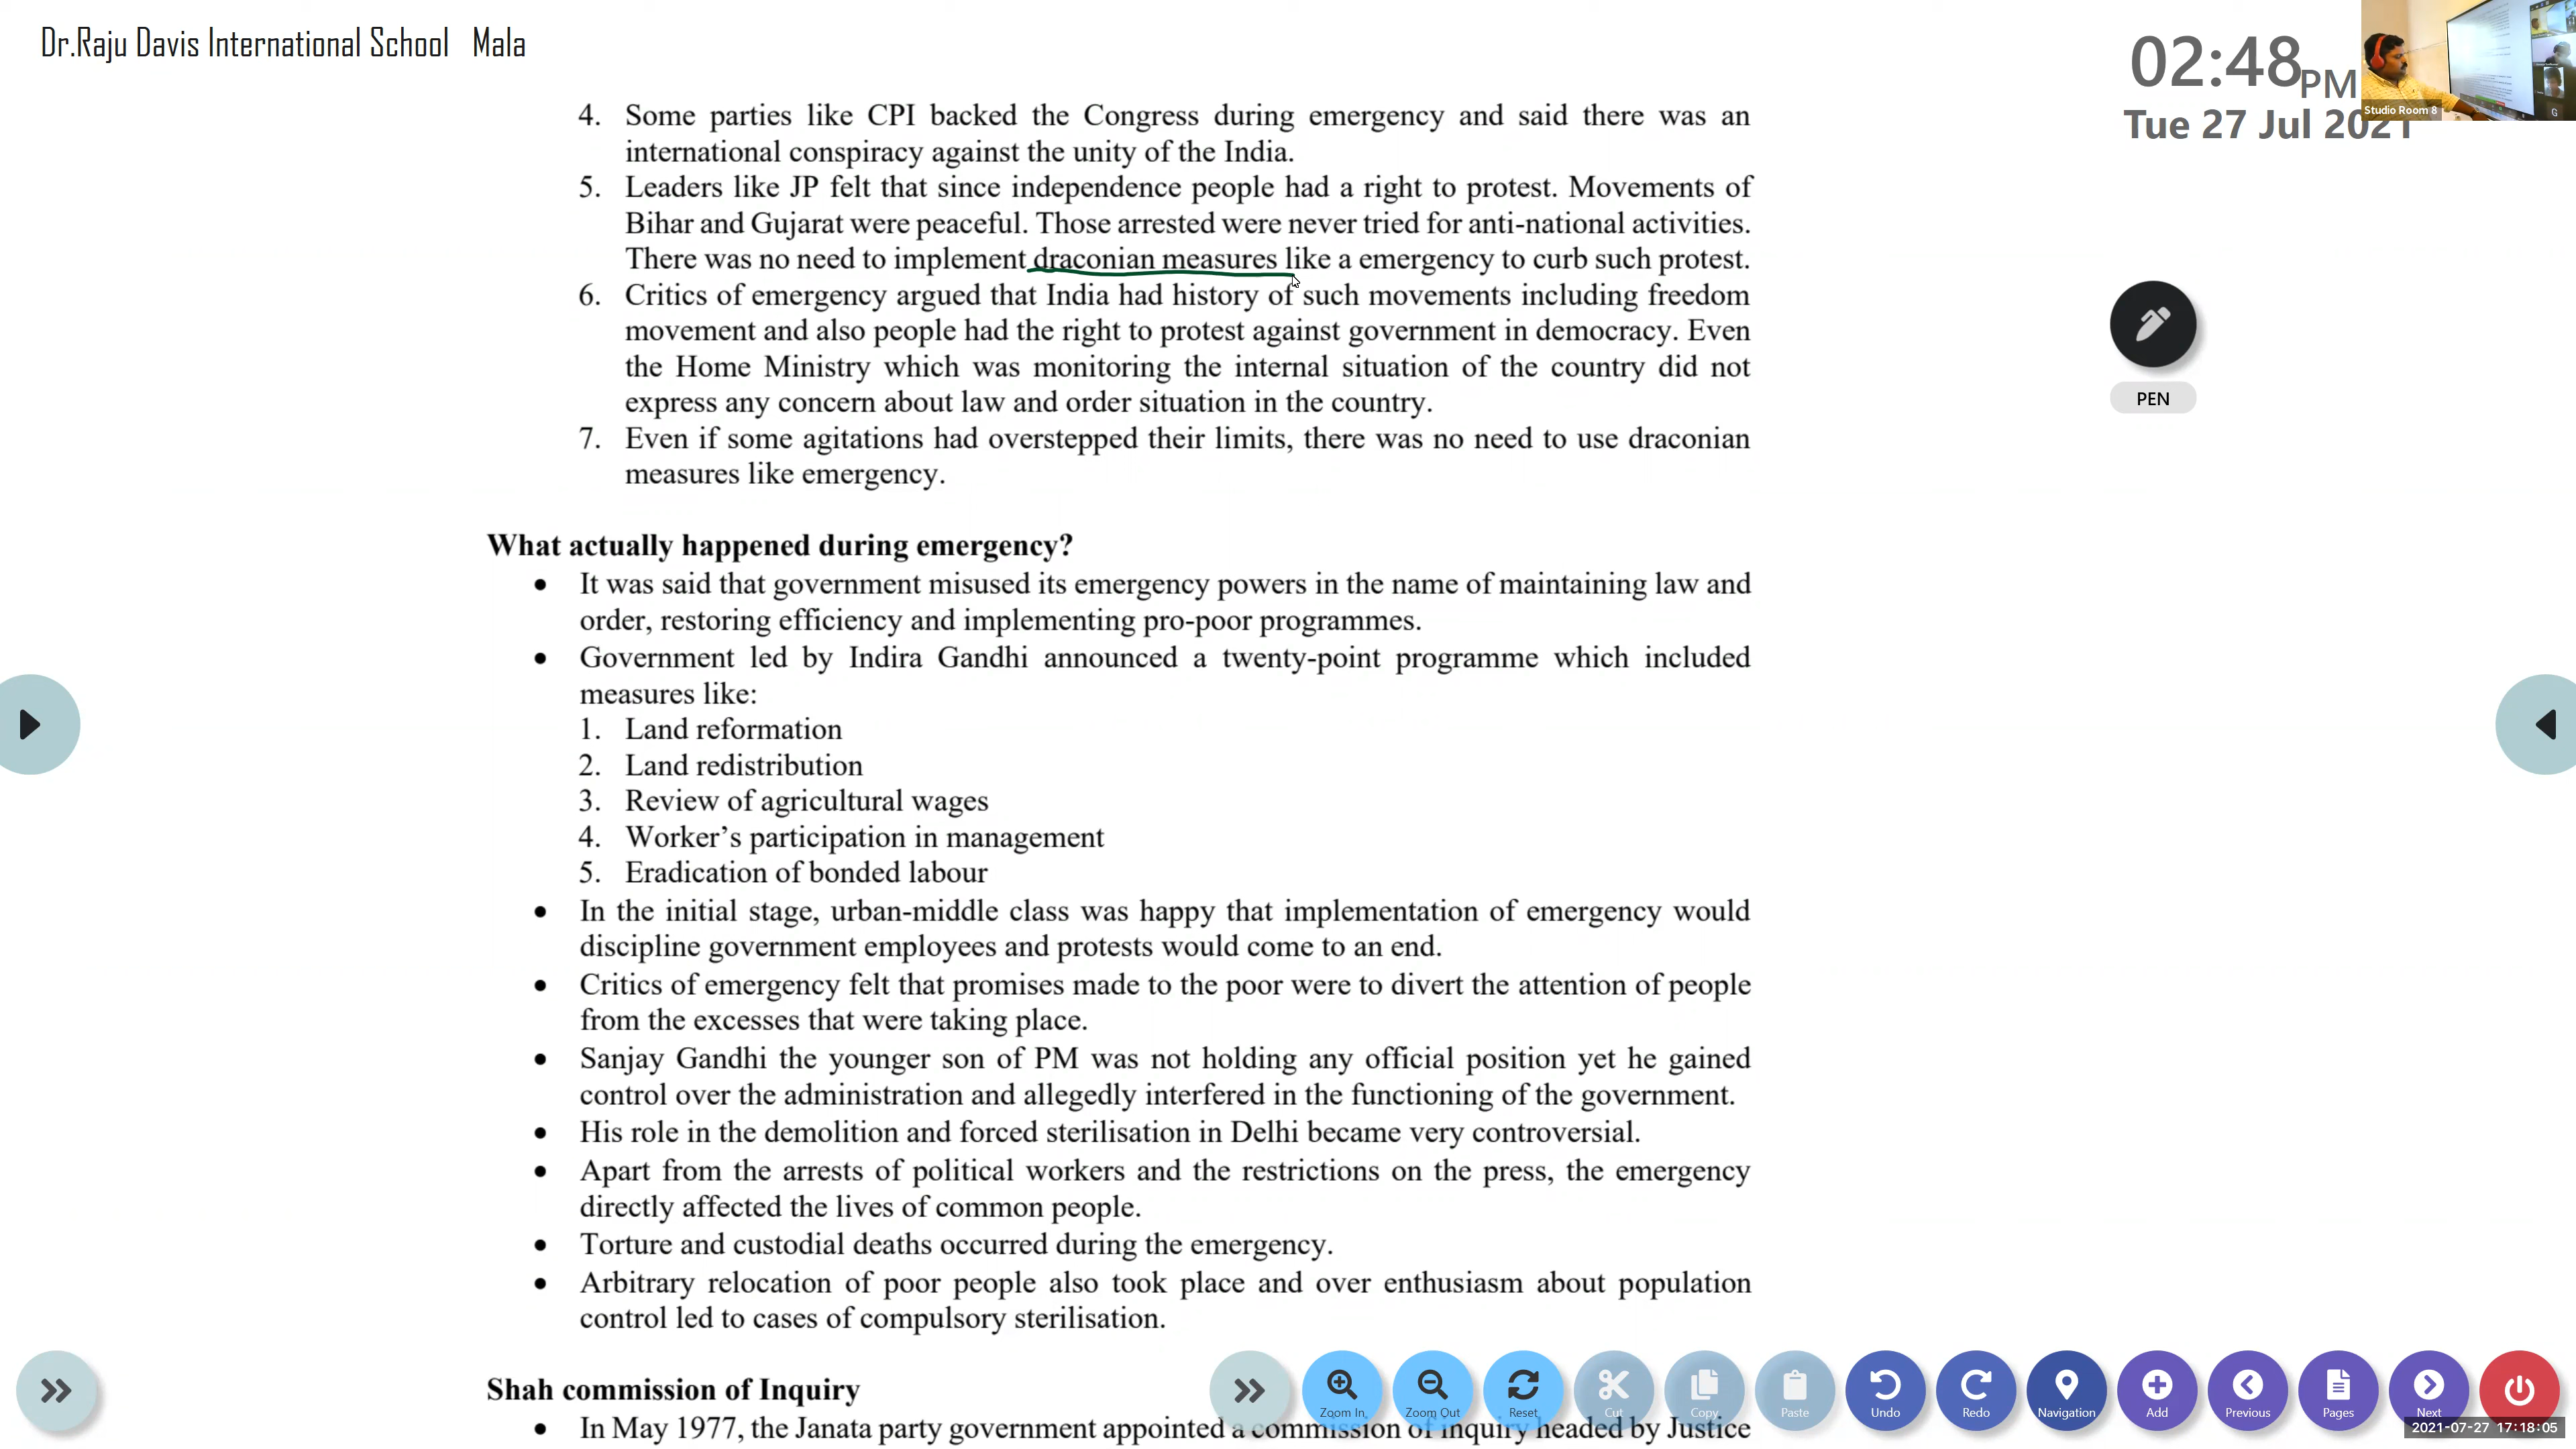 Dr.Raju Davis International School Mala
02:48 PM
Tue 27 Jul 2021
Studio Room 8
G
4. Some parties like CPI backed the Congress during emergency and said there was an
international conspiracy against the unity of the India.
5. Leaders like JP felt that since independence people had a right to protest. Movements of
Bihar and Gujarat were peaceful. Those arrested were never tried for anti-national activities.
There was no need to implement draconian measures like a emergency to curb such protest.
6. Critics of emergency argued that India had history of such movements including freedom
movement and also people had the right to protest against government in democracy. Even
the Home Ministry which was monitoring the internal situation of the country did not
express any concern about law and order situation in the country.
7. Even if some agitations had overstepped their limits, there was no need to use draconian
measures like emergency.
PEN
What actually happened during emergency?
• It was said that government misused its emergency powers in the name of maintaining law and
order, restoring efficiency and implementing pro-poor programmes.
• Government led by Indira Gandhi announced a twenty-point programme which included
measures like:
1. Land reformation
2. Land redistribution
3. Review of agricultural wages
4. Worker’s participation in management
5. Eradication of bonded labour
• In the initial stage, urban-middle class was happy that implementation of emergency would
discipline government employees and protests would come to an end.
• Critics of emergency felt that promises made to the poor were to divert the attention of people
from the excesses that were taking place.
• Sanjay Gandhi the younger son of PM was not holding any official position yet he gained
control over the administration and allegedly interfered in the functioning of the government.
• His role in the demolition and forced sterilisation in Delhi became very controversial.
• Apart from the arrests of political workers and the restrictions on the press, the emergency
directly affected the lives of common people.
• Torture and custodial deaths occurred during the emergency.
• Arbitrary relocation of poor people also took place and over enthusiasm about population
control led to cases of compulsory sterilisation.
Shah commission of Inquiry
• In May 1977, the Janata party government appointed a commission of inquiry headed by Justice
Zoom In Zoom Out Reset Cut Copy Paste Undo Redo Navigation Add Previous Pages Next
2021-07-27 17:18:05